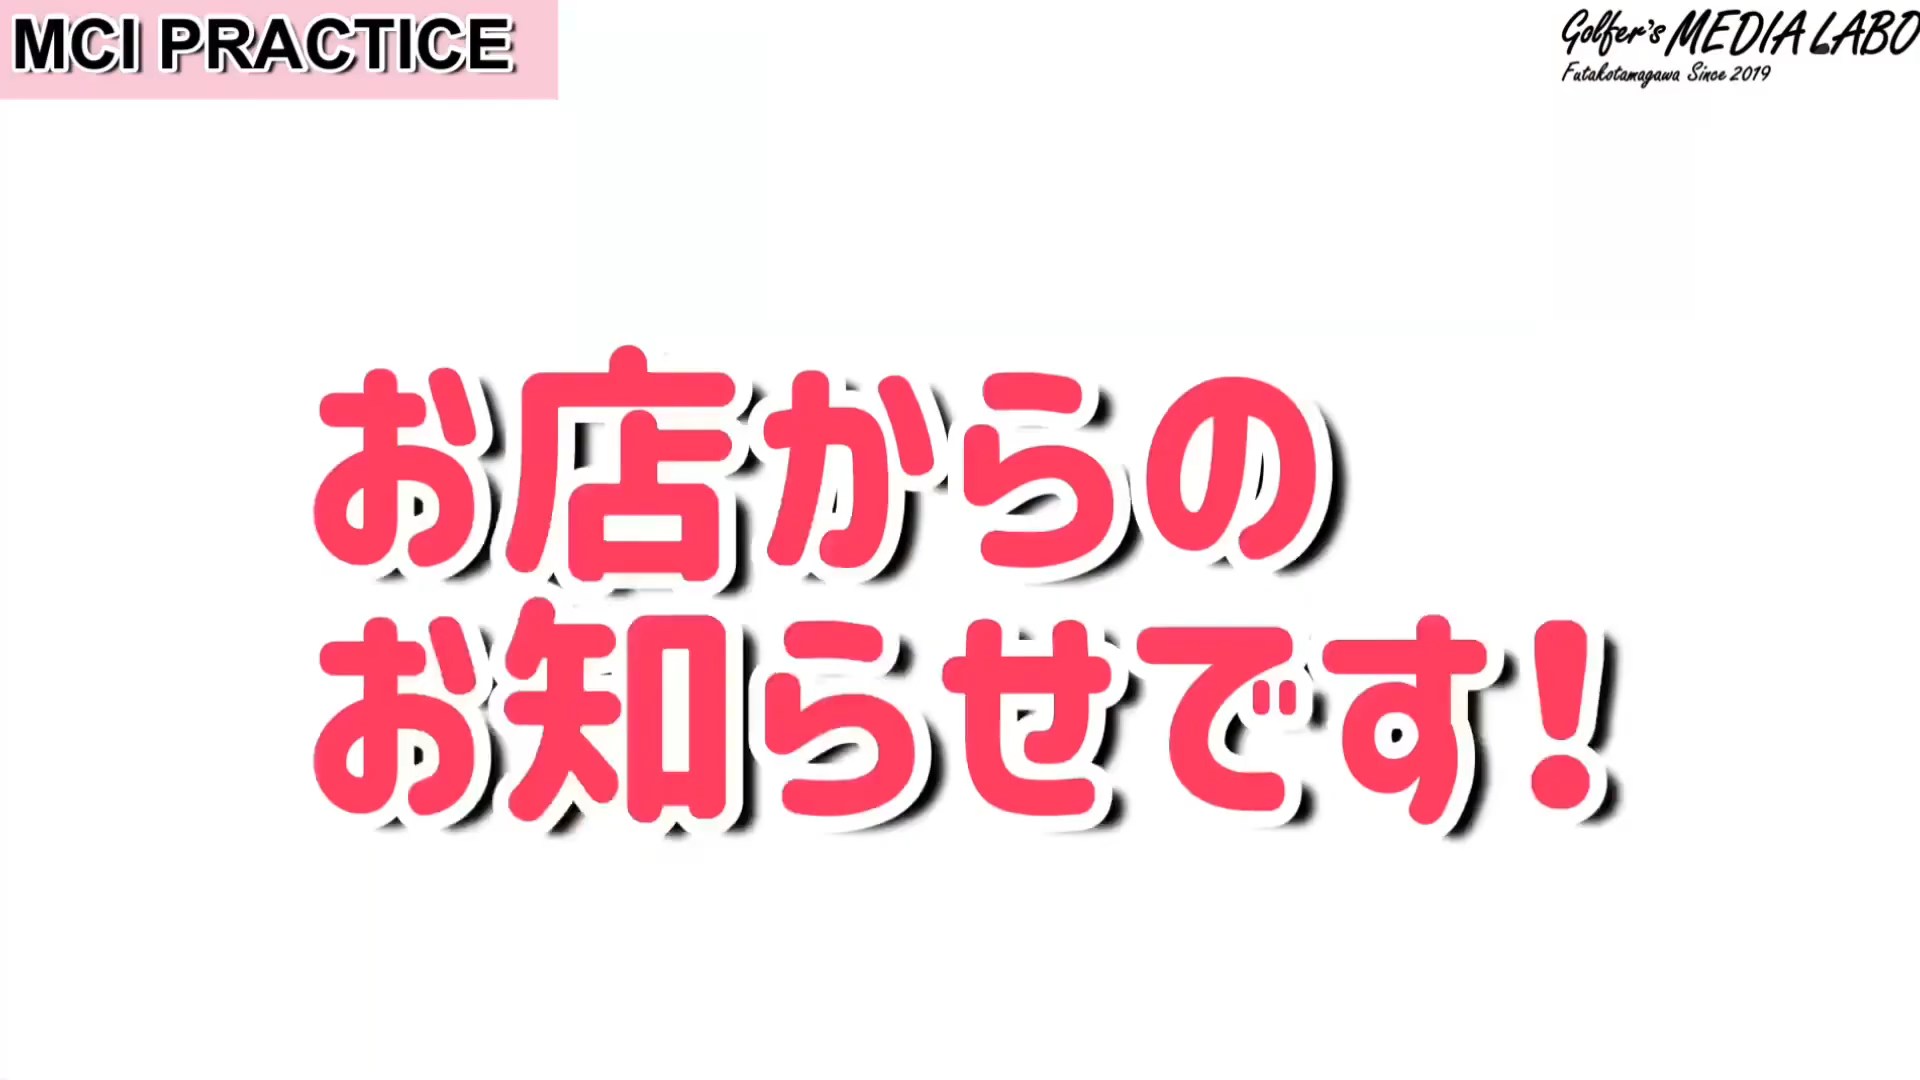 MCI PRACTICE
Golfer's MEDIA LABO
Futakotamagawa Since 2019
お店からの
お知らせです!